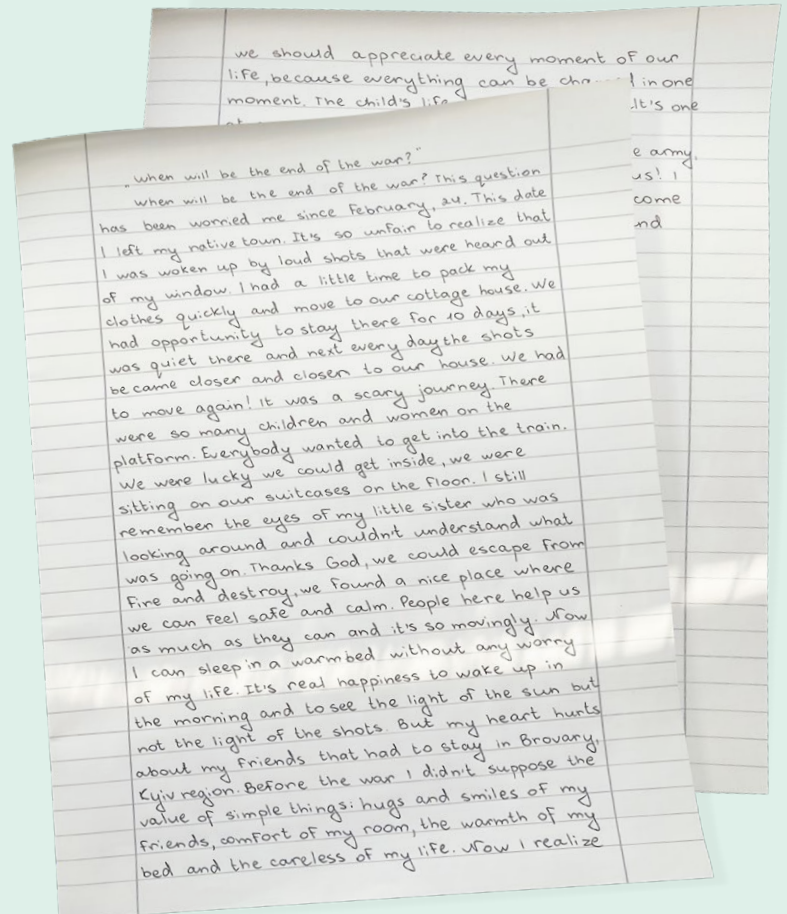 "When will be the end of the war?"
When will be the end of the war? This question
has been worried me since February, 24. This date
I left my native town. It's so unfair to realize that
I was woken up by loud shots that were heard out
of my window. I had a little time to pack my
clothes quickly and move to our cottage house. We
had opportunity to stay there for 10 days, it
was quiet there and next every day the shots
became closer and closer to our house. We had
to move again! It was a scary journey. There
were so many children and women on the
platform. Everybody wanted to get into the train.
We were lucky we could get inside, we were
sitting on our suitcases on the floor. I still
remember the eyes of my little sister who was
looking around and couldn't understand what
was going on. Thanks God, we could escape from
fire and destroy, we found a nice place where
we can feel safe and calm. People here help us
as much as they can and it's so movingly. Now
I can sleep in a warm bed without any worry
of my life. It's real happiness to wake up in
the morning and to see the light of the sun but
not the light of the shots. But my heart hurts
about my friends that had to stay in Brovary,
Kyiv region. Before the war I didn't suppose the
value of simple things: hugs and smiles of my
friends, comfort of my room, the warmth of my
bed and the careless of my life. Now I realize
we should appreciate every moment of our
life, because everything can be in one
moment. The child's It's one
army.
us! I
come